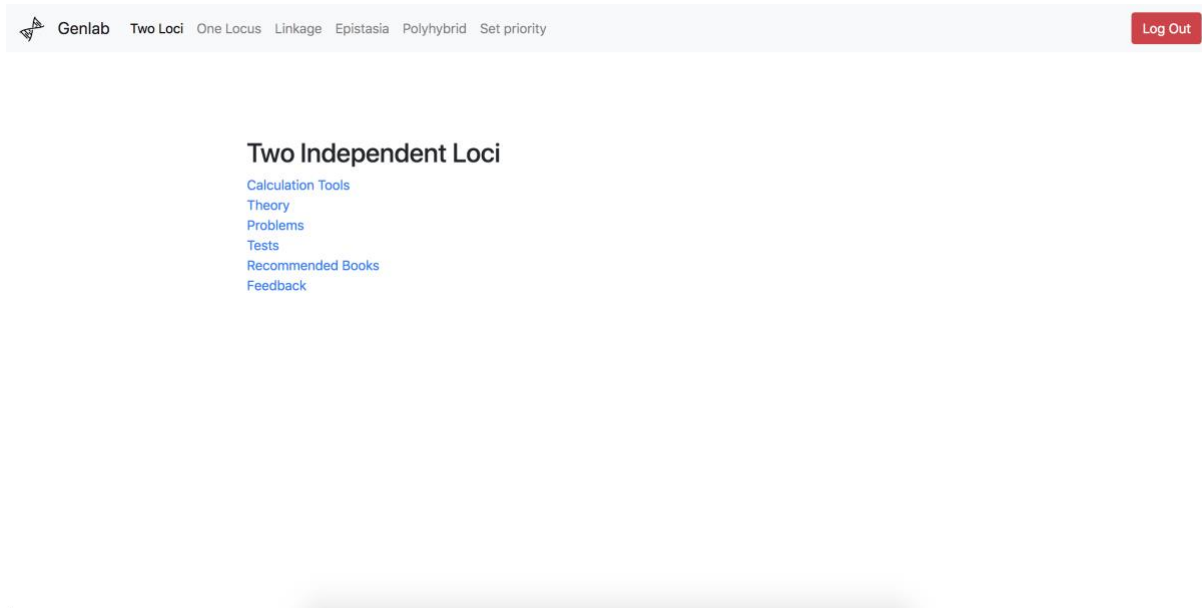 Genlab Two Loci One Locus Linkage Epistasia Polyhybrid Set priority Log Out
Two Independent Loci
Calculation Tools
Theory
Problems
Tests
Recommended Books
Feedback